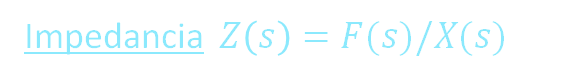 Impedancia Z(s) = F(s)/X(s)